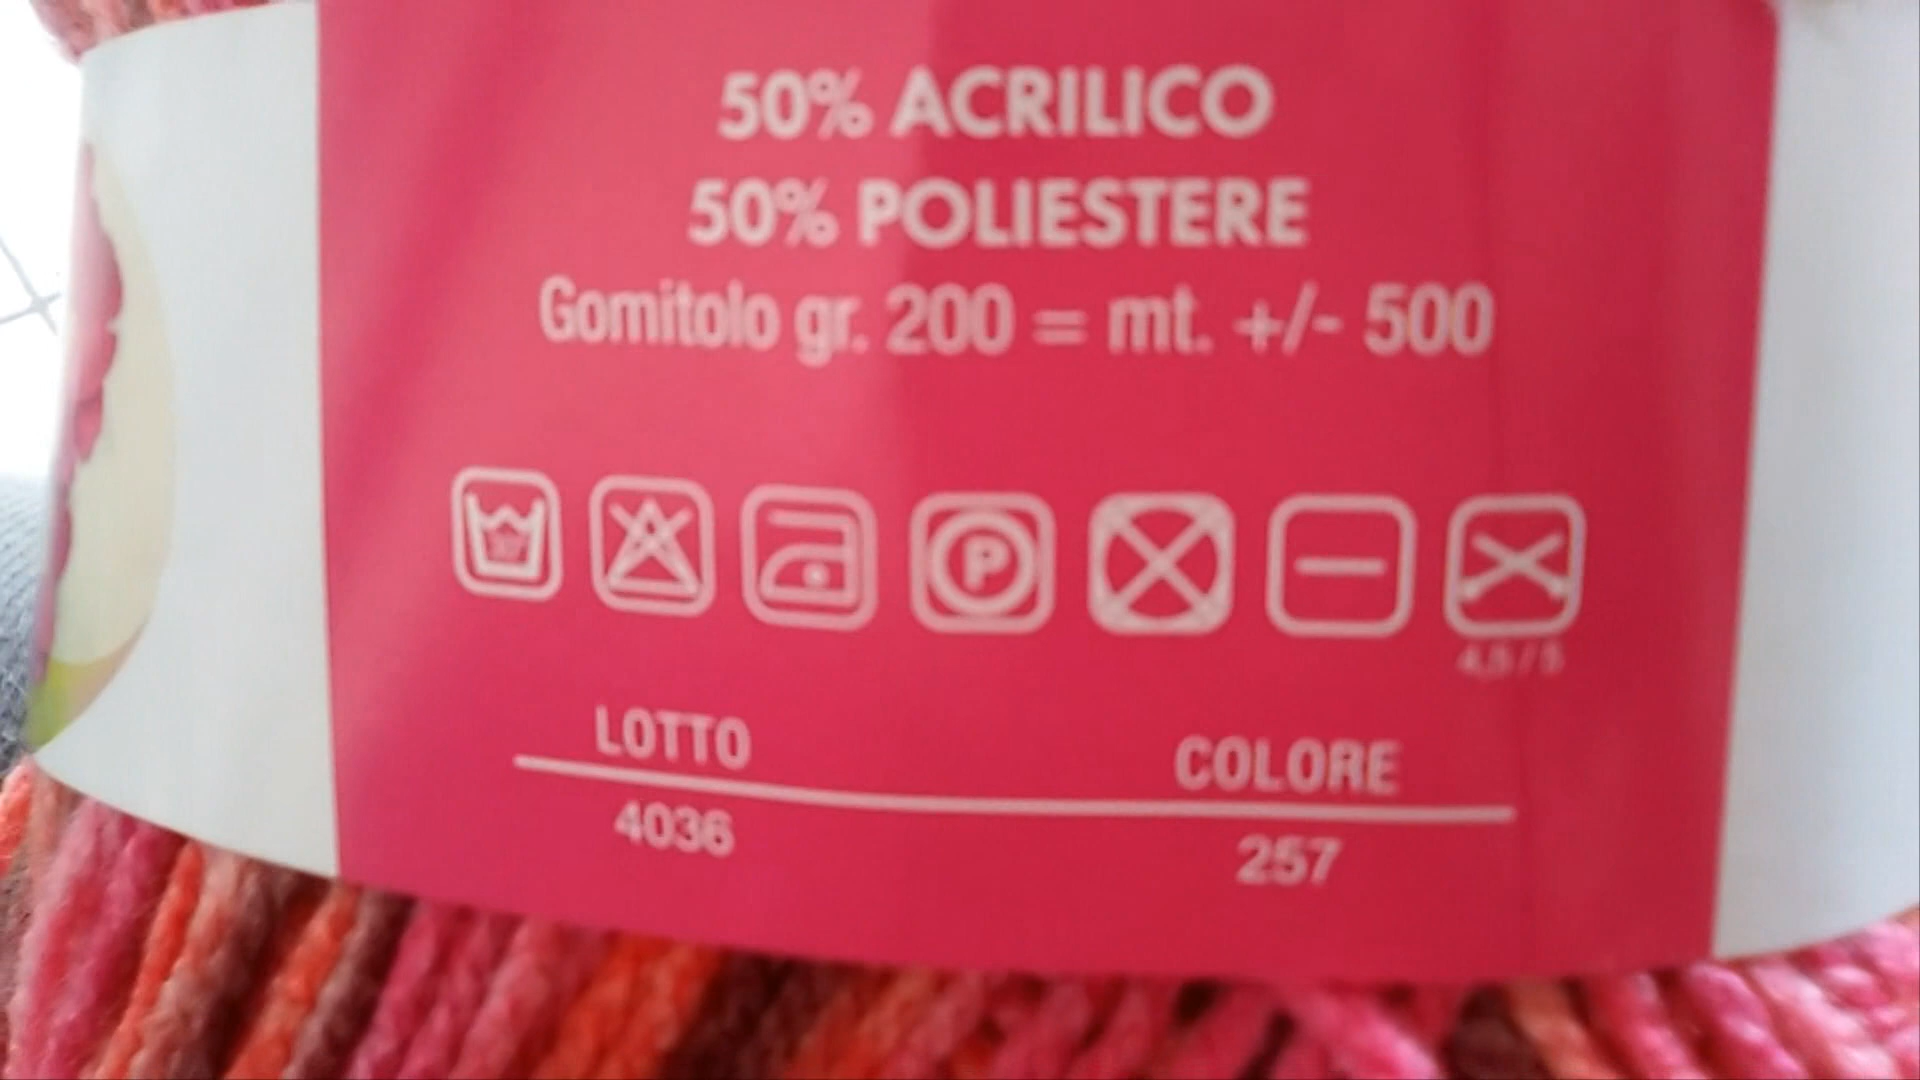 50% ACRILICO
50% POLIESTERE
Gomitolo gr. 200 = mt. +/- 500
P
4,5 / 5
LOTTO COLORE
4036 257